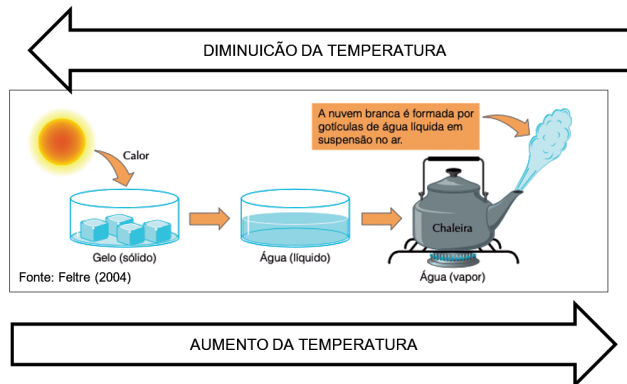 DIMINUICÃO DA TEMPERATURA
A nuvem branca é formada por
gotículas de água líquida em
suspensão no ar.
Calor
Chaleira
Gelo (sólido)
Água (líquido)
Água (vapor)
Fonte: Feltre (2004)
AUMENTO DA TEMPERATURA